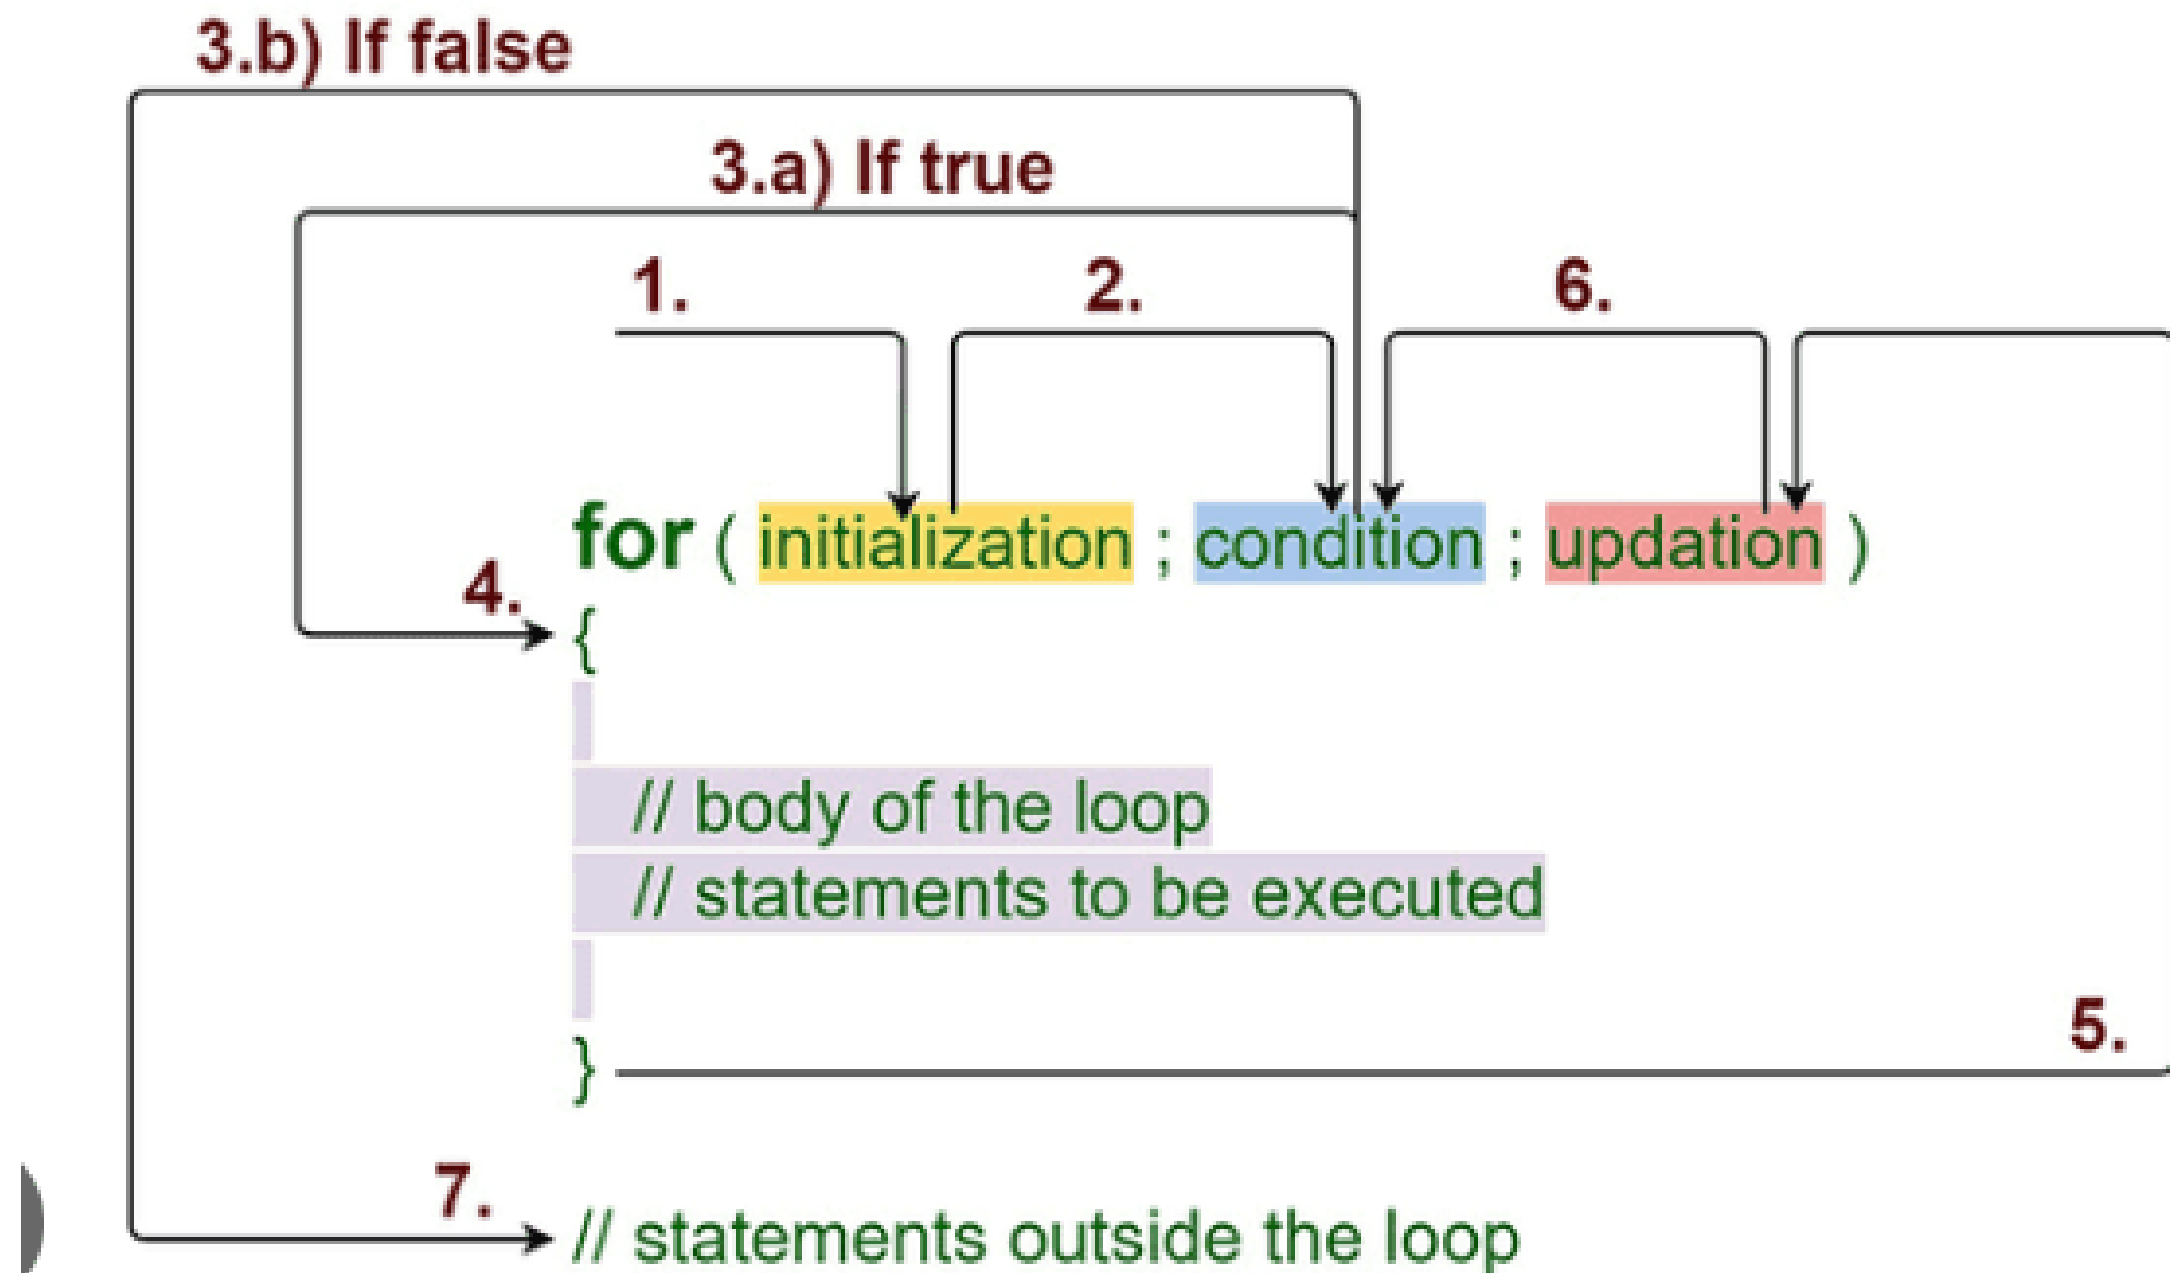 3.b) If false
3.a) If true
1.
2.
6.
for ( initialization ; condition ; updation )
4.
{
// body of the loop
// statements to be executed
5.
}
7.
// statements outside the loop